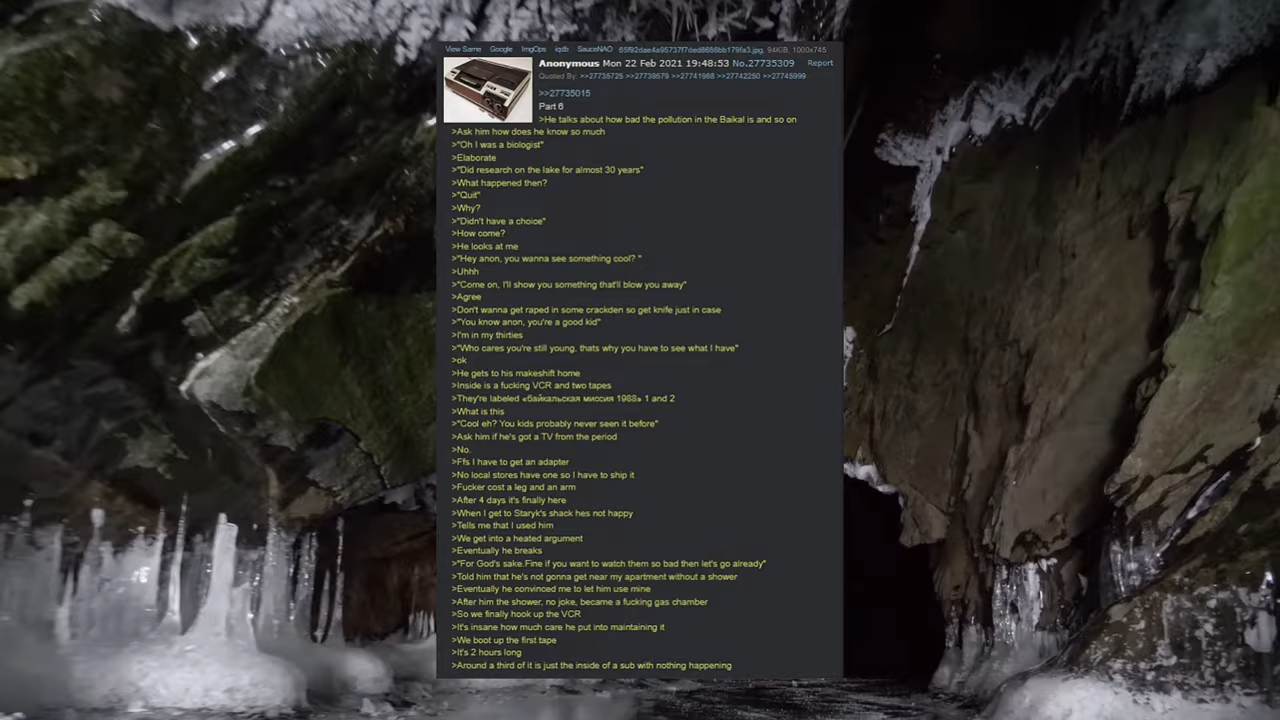 View Same Google ImgOps iqdb SauceNAO 65f92dae4a95737f7ded8686bb179fa3.jpg, 94KiB, 1000x745
Anonymous Mon 22 Feb 2021 19:48:53 No.27735309 Report
Quoted By: >>27735725 >>27739579 >>27741988 >>27742250 >>27745999
>>27735015
Part 6
>He talks about how bad the pollution in the Baikal is and so on
>Ask him how does he know so much
>"Oh I was a biologist"
>Elaborate
>"Did research on the lake for almost 30 years"
>What happened then?
>"Quit"
>Why?
>"Didn't have a choice"
>How come?
>He looks at me
>"Hey anon, you wanna see something cool? "
>Uhhh
>"Come on, I'll show you something that'll blow you away"
>Agree
>Don't wanna get raped in some crackden so get knife just in case
>"You know anon, you're a good kid"
>I'm in my thirties
>"Who cares you're still young, thats why you have to see what I have"
>ok
>He gets to his makeshift home
>Inside is a fucking VCR and two tapes
>They're labeled «байкальская миссия 1988» 1 and 2
>What is this
>"Cool eh? You kids probably never seen it before"
>Ask him if he's got a TV from the period
>No.
>Ffs I have to get an adapter
>No local stores have one so I have to ship it
>Fucker cost a leg and an arm
>After 4 days it's finally here
>When I get to Staryk's shack hes not happy
>Tells me that I used him
>We get into a heated argument
>Eventually he breaks
>"For God's sake.Fine if you want to watch them so bad then let's go already"
>Told him that he's not gonna get near my apartment without a shower
>Eventually he convinced me to let him use mine
>After him the shower, no joke, became a fucking gas chamber
>So we finally hook up the VCR
>It's insane how much care he put into maintaining it
>We boot up the first tape
>It's 2 hours long
>Around a third of it is just the inside of a sub with nothing happening